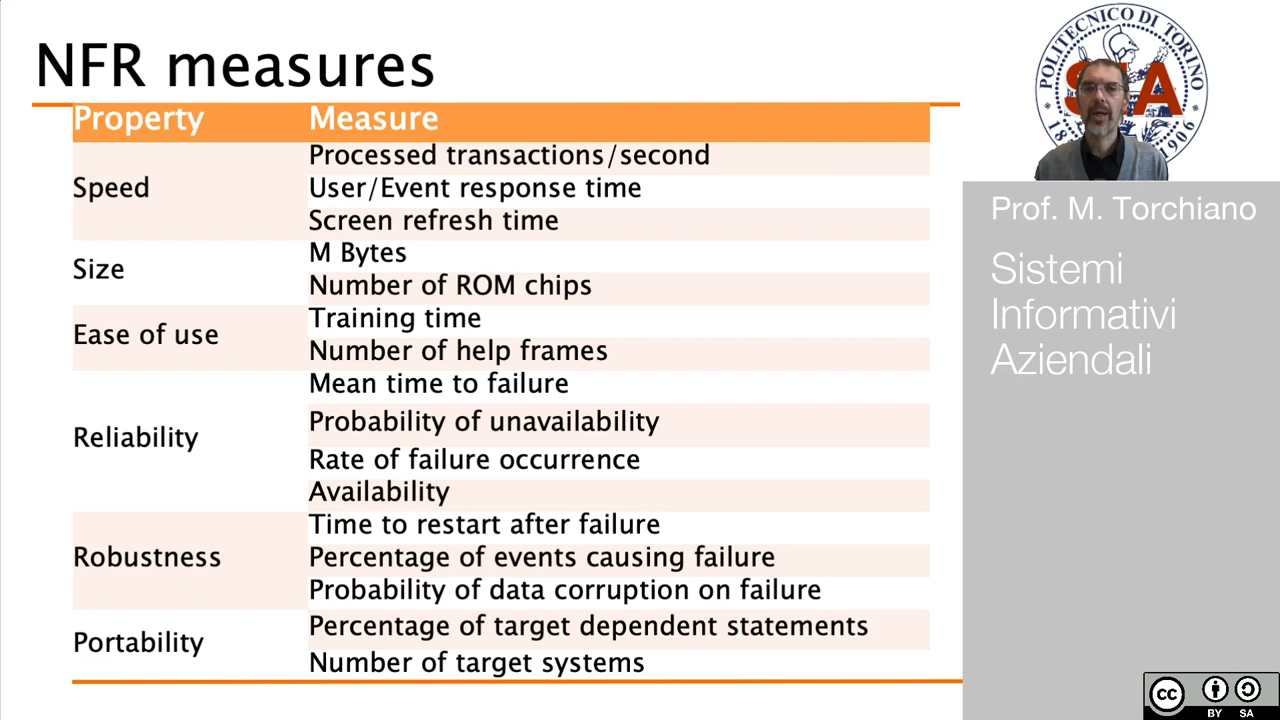 NFR measures
Property Measure
Speed
Processed transactions/second
User/Event response time
Screen refresh time
Size
M Bytes
Number of ROM chips
Ease of use
Training time
Number of help frames
Reliability
Mean time to failure
Probability of unavailability
Rate of failure occurrence
Availability
Robustness
Time to restart after failure
Percentage of events causing failure
Probability of data corruption on failure
Portability
Percentage of target dependent statements
Number of target systems
POLITECNICO DI TORINO
Prof. M. Torchiano
Sistemi
Informativi
Aziendali
cc
BY SA